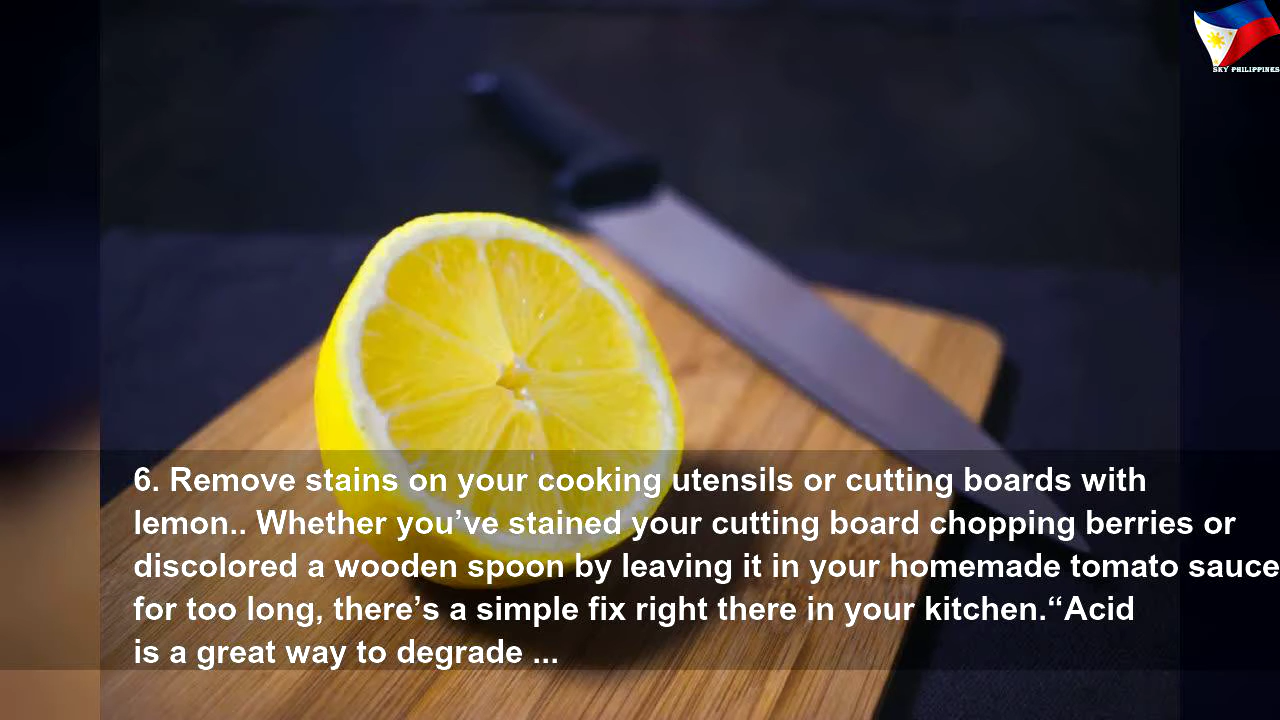 SKY PHILIPPINES
6. Remove stains on your cooking utensils or cutting boards with
lemon.. Whether you’ve stained your cutting board chopping berries or
discolored a wooden spoon by leaving it in your homemade tomato sauce
for too long, there’s a simple fix right there in your kitchen.“Acid
is a great way to degrade ...